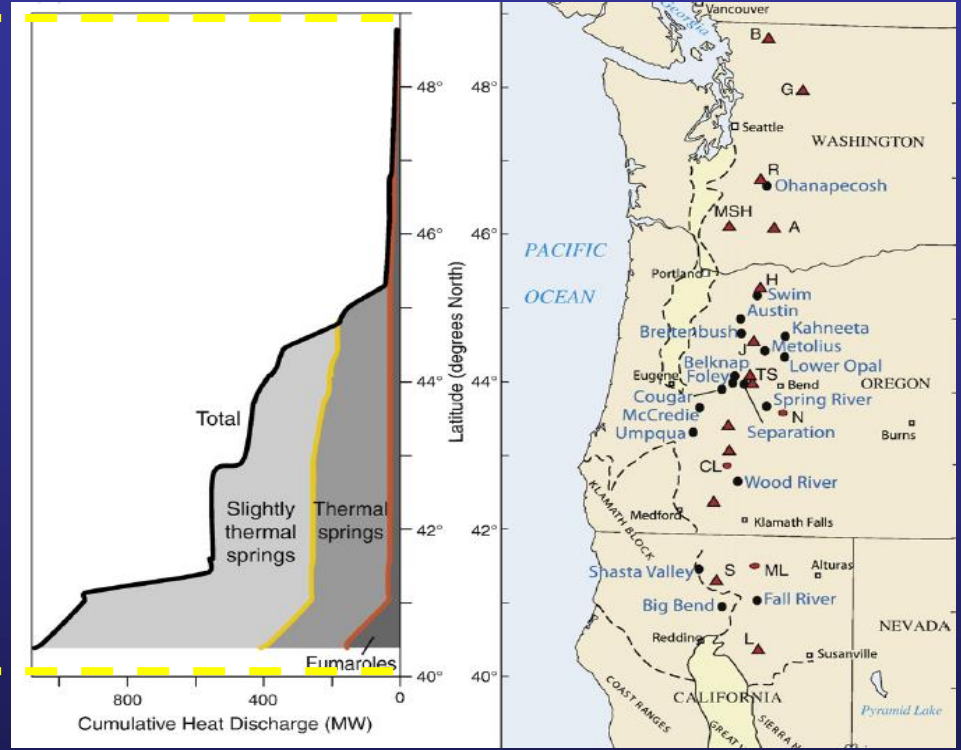 48°
46°
44°
42°
40°
Latitude (degrees North)
Total
Slightly
thermal
springs
Thermal
springs
Fumaroles
800
400
0
Cumulative Heat Discharge (MW)
48°
46°
44°
42°
40°
Georgia
Vancouver
B
G
Seattle
WASHINGTON
R
Ohanapecosh
MSH
A
PACIFIC
OCEAN
Portland
H
Swim
Austin
Breitenbush
Kahneeta
J
Metolius
Belknap
Lower Opal
Foley
TS
Eugene
Bend
OREGON
Cougar
Spring River
McCredie
N
Umpqua
Separation
Burns
CL
Wood River
KLAMATH BLOCK
Medford
Klamath Falls
Shasta Valley
S
ML
Alturas
Big Bend
Fall River
NEVADA
Redding
L
Susanville
COAST RANGES
CALIFORNIA
Pyramid Lake
GREAT
SIERRA